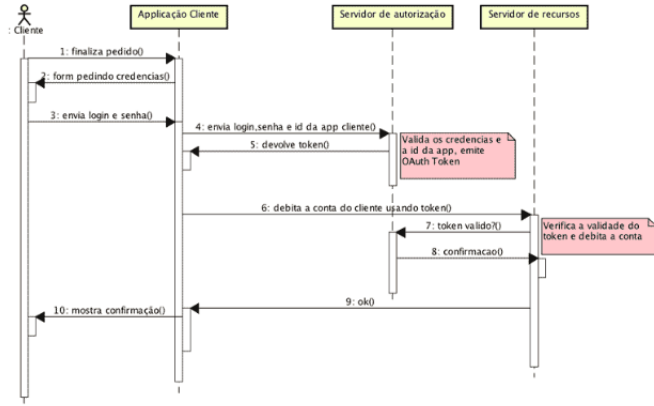 Applicação Cliente
Servidor de autorização
Servidor de recursos
: Cliente
1: finaliza pedido()
2: form pedindo credencias()
3: envia login e senha()
4: envia login,senha e id da app cliente()
5: devolve token()
Valida os credencias e
a id da app, emite
OAuth Token
6: debita a conta do cliente usando token()
7: token valido?()
Verifica a validade do
token e debita a conta
8: confirmacao()
9: ok()
10: mostra confirmação()